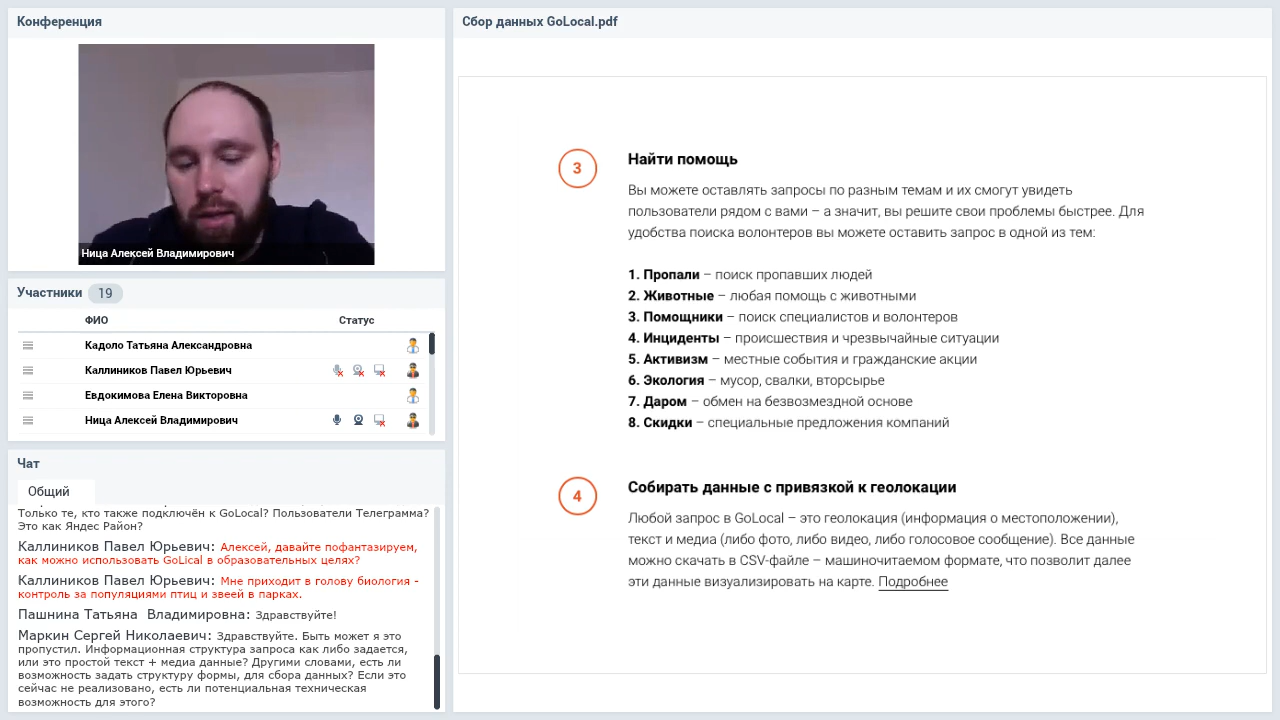 Конференция
Ница Алексей Владимирович
Участники 19
ФИО Статус
Кадоло Татьяна Александровна
Каллиников Павел Юрьевич
Евдокимова Елена Викторовна
Ница Алексей Владимирович
Чат
Общий
Только те, кто также подключён к GoLocal? Пользователи Телеграмма?
Это как Яндес Район?
Каллиников Павел Юрьевич: Алексей, давайте пофантазируем,
как можно использовать GoLical в образовательных целях?
Каллиников Павел Юрьевич: Мне приходит в голову биология -
контроль за популяциями птиц и звеей в парках.
Пашнина Татьяна Владимировна: Здравствуйте!
Маркин Сергей Николаевич: Здравствуйте. Быть может я это
пропустил. Информационная структура запроса как либо задается,
или это простой текст + медиа данные? Другими словами, есть ли
возможность задать структуру формы, для сбора данных? Если это
сейчас не реализовано, есть ли потенциальная техническая
возможность для этого?
Сбор данных GoLocal.pdf
3 Найти помощь
Вы можете оставлять запросы по разным темам и их смогут увидеть
пользователи рядом с вами – а значит, вы решите свои проблемы быстрее. Для
удобства поиска волонтеров вы можете оставить запрос в одной из тем:
1. Пропали – поиск пропавших людей
2. Животные – любая помощь с животными
3. Помощники – поиск специалистов и волонтеров
4. Инциденты – происшествия и чрезвычайные ситуации
5. Активизм – местные события и гражданские акции
6. Экология – мусор, свалки, вторсырье
7. Даром – обмен на безвозмездной основе
8. Скидки – специальные предложения компаний
4 Собирать данные с привязкой к геолокации
Любой запрос в GoLocal – это геолокация (информация о местоположении),
текст и медиа (либо фото, либо видео, либо голосовое сообщение). Все данные
можно скачать в CSV-файле – машиночитаемом формате, что позволит далее
эти данные визуализировать на карте. Подробнее